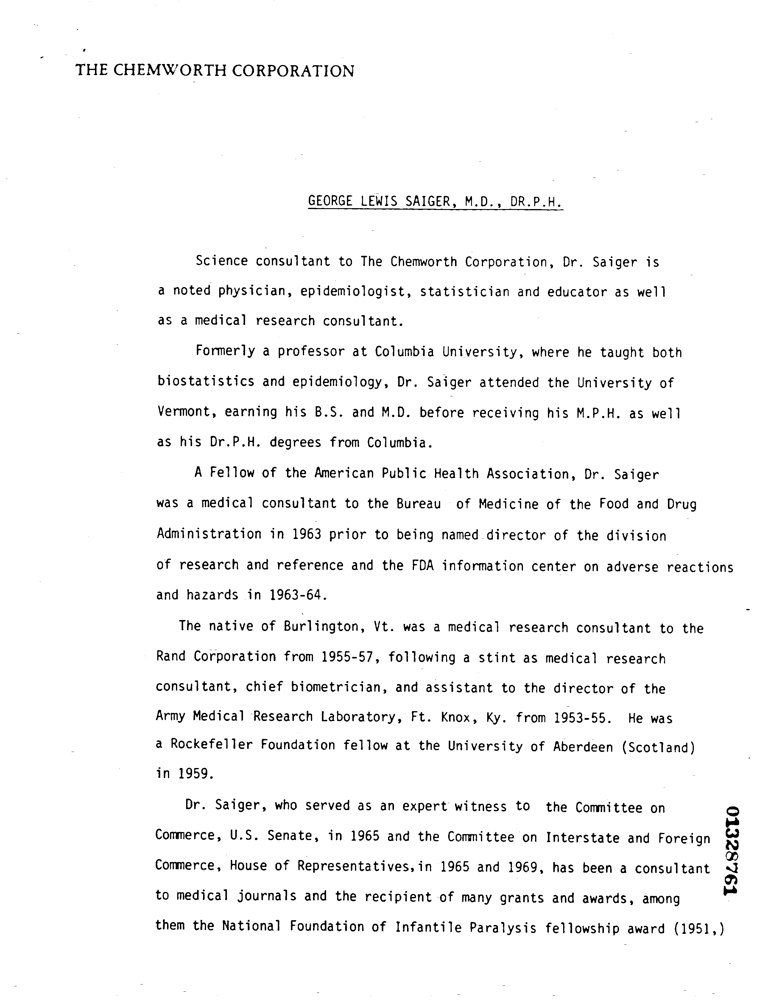 THE CHEMWORTH CORPORATION
GEORGE LEWIS SAIGER, M.D., DR.P.H.
Science consultant to The Chemworth Corporation, Dr. Saiger is
a noted physician, epidemiologist, statistician and educator as well
as a medical research consultant.
Formerly a professor at Columbia University, where he taught both
biostatistics and epidemiology, Dr. Saiger attended the University of
Vermont, earning his B.S. and M.D. before receiving his M.P.H. as well
as his Dr.P.H. degrees from Columbia.
A Fellow of the American Public Health Association, Dr. Saiger
was a medical consultant to the Bureau of Medicine of the Food and Drug
Administration in 1963 prior to being named director of the division
of research and reference and the FDA information center on adverse reactions
and hazards in 1963-64.
The native of Burlington, Vt. was a medical research consultant to the
Rand Corporation from 1955-57, following a stint as medical research
consultant, chief biometrician, and assistant to the director of the
Army Medical Research Laboratory, Ft. Knox, Ky. from 1953-55. He was
a Rockefeller Foundation fellow at the University of Aberdeen (Scotland)
in 1959.
Dr. Saiger, who served as an expert witness to the Committee on
Commerce, U.S. Senate, in 1965 and the Committee on Interstate and Foreign
Commerce, House of Representatives,in 1965 and 1969, has been a consultant
to medical journals and the recipient of many grants and awards, among
them the National Foundation of Infantile Paralysis fellowship award (1951,)
01328761